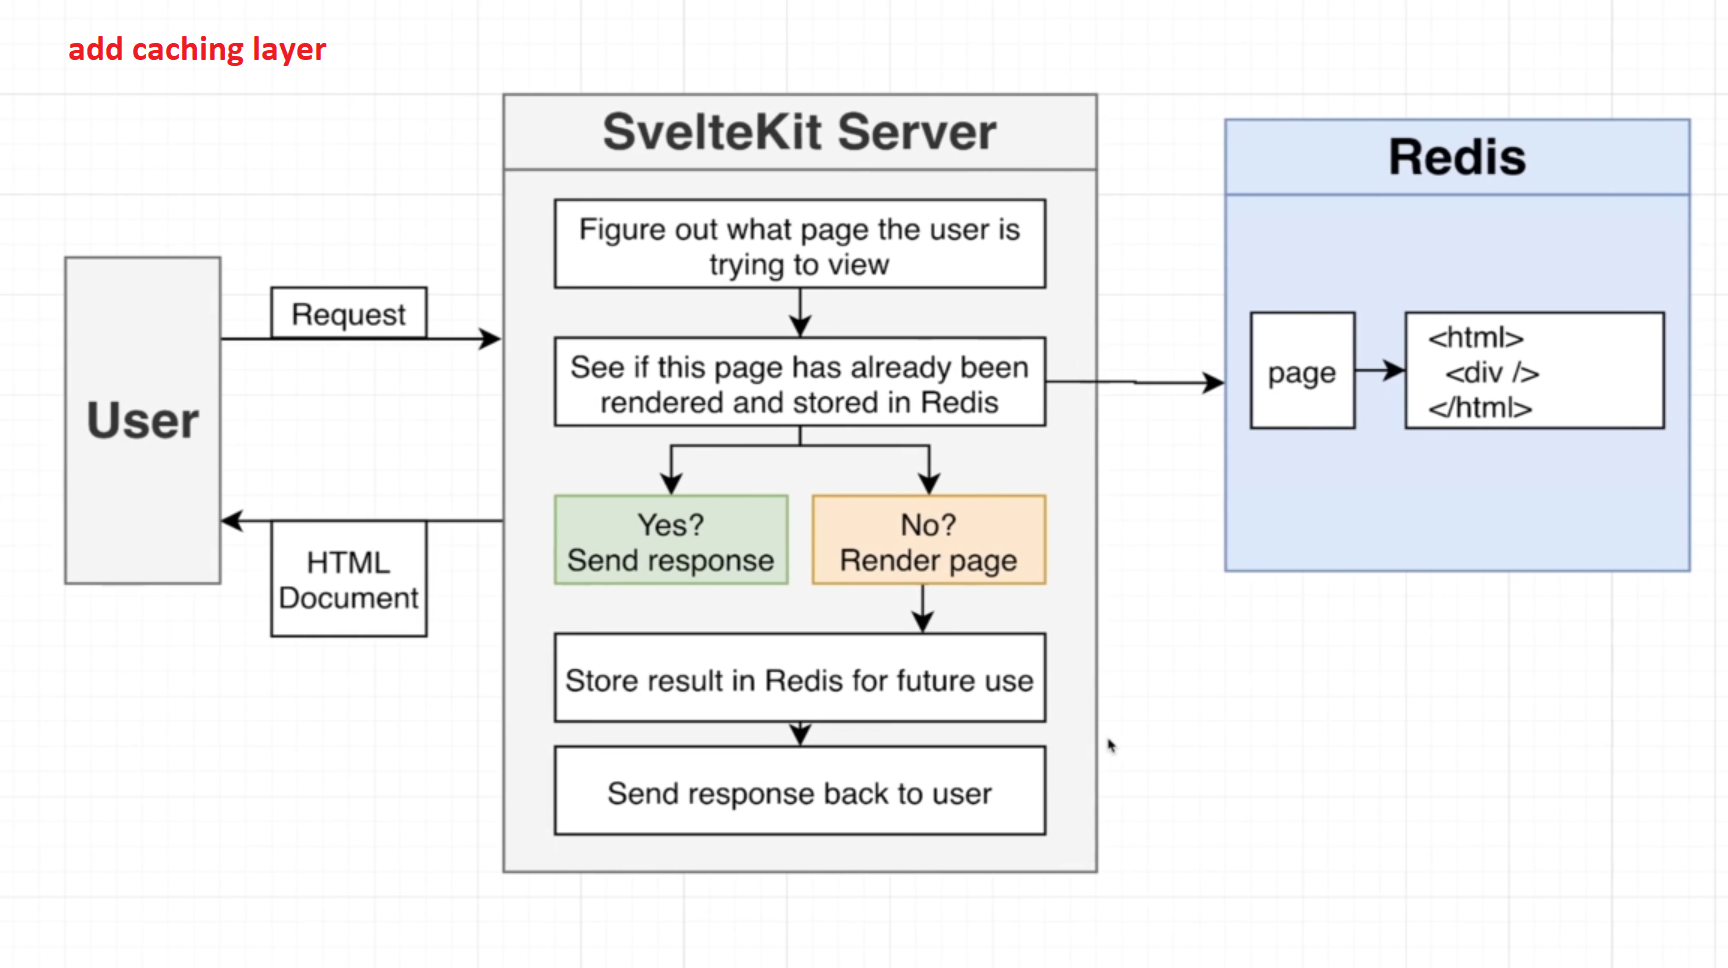 add caching layer
SvelteKit Server
Redis
Figure out what page the user is
trying to view
Request
See if this page has already been
rendered and stored in Redis
page
<html>
<div />
</html>
User
Yes?
Send response
No?
Render page
HTML
Document
Store result in Redis for future use
Send response back to user